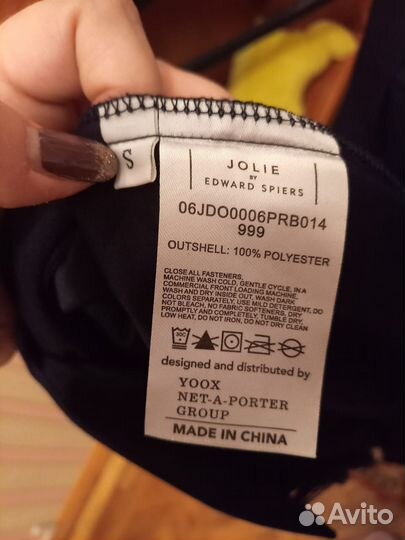 S
JOLIE
BY
EDWARD SPIERS
06JDO0006PRB014
999
OUTSHELL: 100% POLYESTER
CLOSE ALL FASTENERS.
MACHINE WASH COLD, GENTLE CYCLE, IN A
COMMERCIAL FRONT LOADING MACHINE.
WASH AND DRY INSIDE OUT. WASH DARK
COLORS SEPARATELY. USE MILD DETERGENT, DO
NOT BLEACH, NO FABRIC SOFTENERS, DRY
PROMPTLY AND COMPLETELY. TUMBLE DRY
LOW HEAT, DO NOT IRON, DO NOT DRY CLEAN.
30C
designed and distributed by
YOOX
NET-A-PORTER
GROUP
MADE IN CHINA
Avito